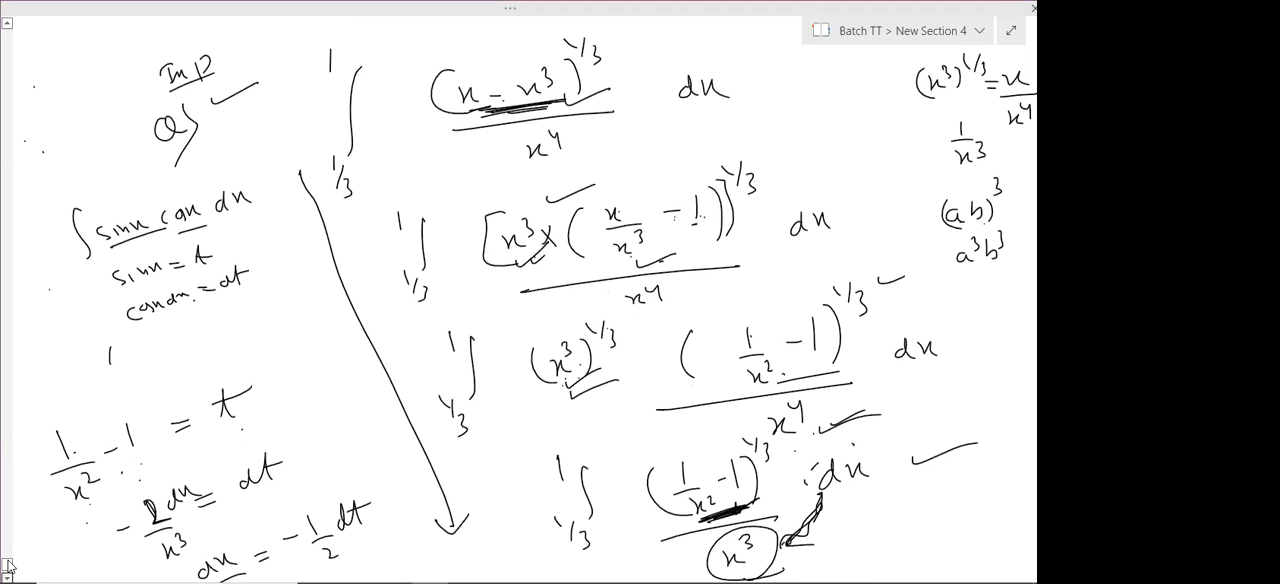 Batch TT > New Section 4
Imp
Q)
∫_{1/3}^{1} (x - x³)^{1/3} / x⁴ dx
∫_{1/3}^{1} [x³ × (x/x³ - 1)]^{1/3} / x⁴ dx
∫_{1/3}^{1} (x³)^{1/3} (1/x² - 1)^{1/3} / x⁴ dx
∫_{1/3}^{1} (1/x² - 1)^{1/3} / x³ . dx
(x³)^{1/3} = x / x⁴
1/x³
(ab)³
a³b³
∫ sinx cosx dx
sinx = t
cosx dx = dt
1
1/x² - 1 = t
- 2dx/x³ = dt
dx = - 1/2 dt